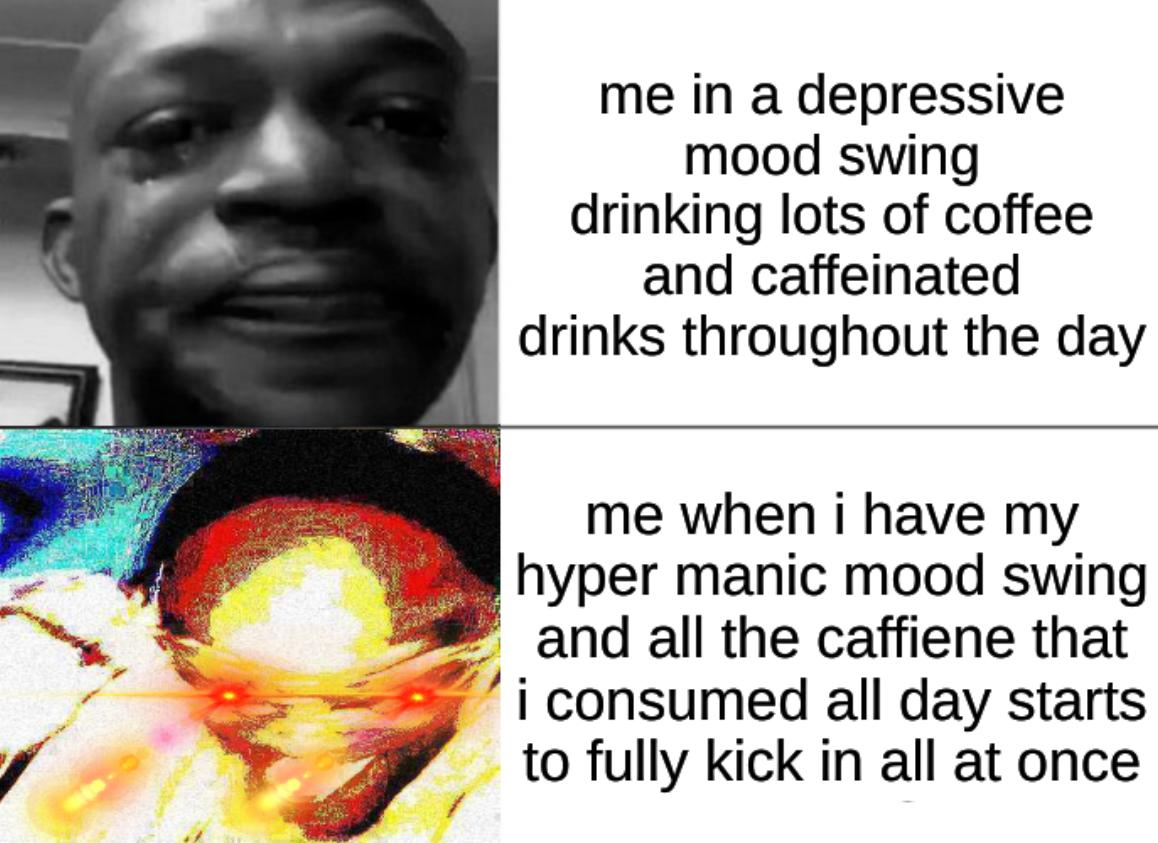 me in a depressive
mood swing
drinking lots of coffee
and caffeinated
drinks throughout the day
me when i have my
hyper manic mood swing
and all the caffiene that
i consumed all day starts
to fully kick in all at once